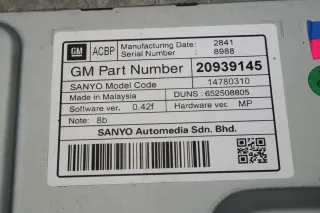 GM ACBP Manufacturing Date: 2841
Serial Number : 8988
GM Part Number 20939145
SANYO Model Code 14780310
Made in Malaysia DUNS : 652508805
Software ver. 0.42f Hardware ver. MP
Note: 8b
SANYO Automedia Sdn. Bhd.